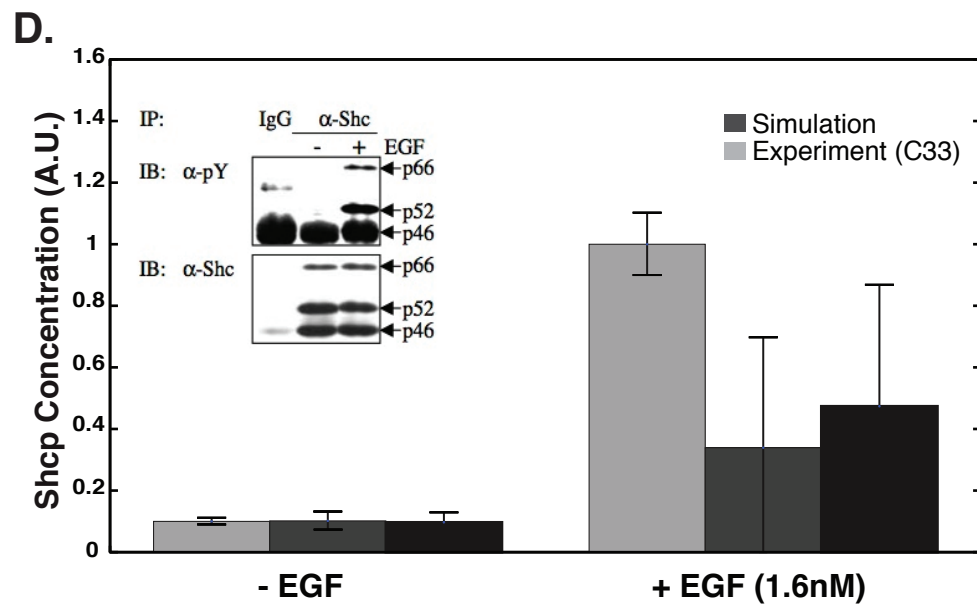 D.
Shcp Concentration (A.U.)
1.6
1.4
1.2
1
0.8
0.6
0.4
0.2
0
IP: IgG α-Shc
- + EGF
IB: α-pY
p66
p52
p46
IB: α-Shc
p66
p52
p46
Simulation
Experiment (C33)
- EGF
+ EGF (1.6nM)